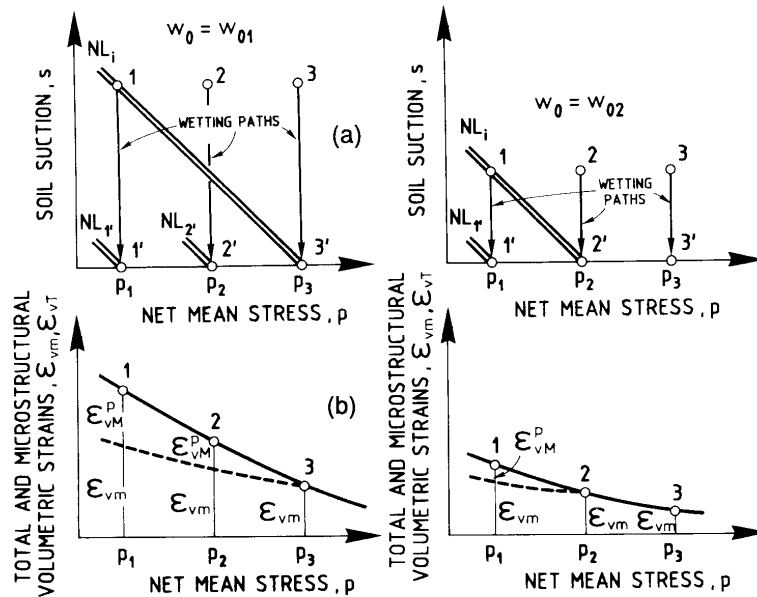 w₀ = w₀₁
NLᵢ
1
2
3
WETTING PATHS
NL₁'
NL₂'
1'
2'
3'
p₁
p₂
p₃
SOIL SUCTION, s
NET MEAN STRESS, p
(a)
w₀ = w₀₂
NLᵢ
1
2
3
WETTING
PATHS
NL₁'
1'
2'
3'
p₁
p₂
p₃
SOIL SUCTION, s
NET MEAN STRESS, p
TOTAL AND MICROSTRUCTURAL
VOLUMETRIC STRAINS, εvm, εvT
1
2
3
εᵖvM
εᵖvM
εvm
εvm
εvm
p₁
p₂
p₃
NET MEAN STRESS, p
(b)
TOTAL AND MICROSTRUCTURAL
VOLUMETRIC STRAINS, εvm, εvT
1
εᵖvM
2
3
εvm
εvm
εvm
p₁
p₂
p₃
NET MEAN STRESS, p